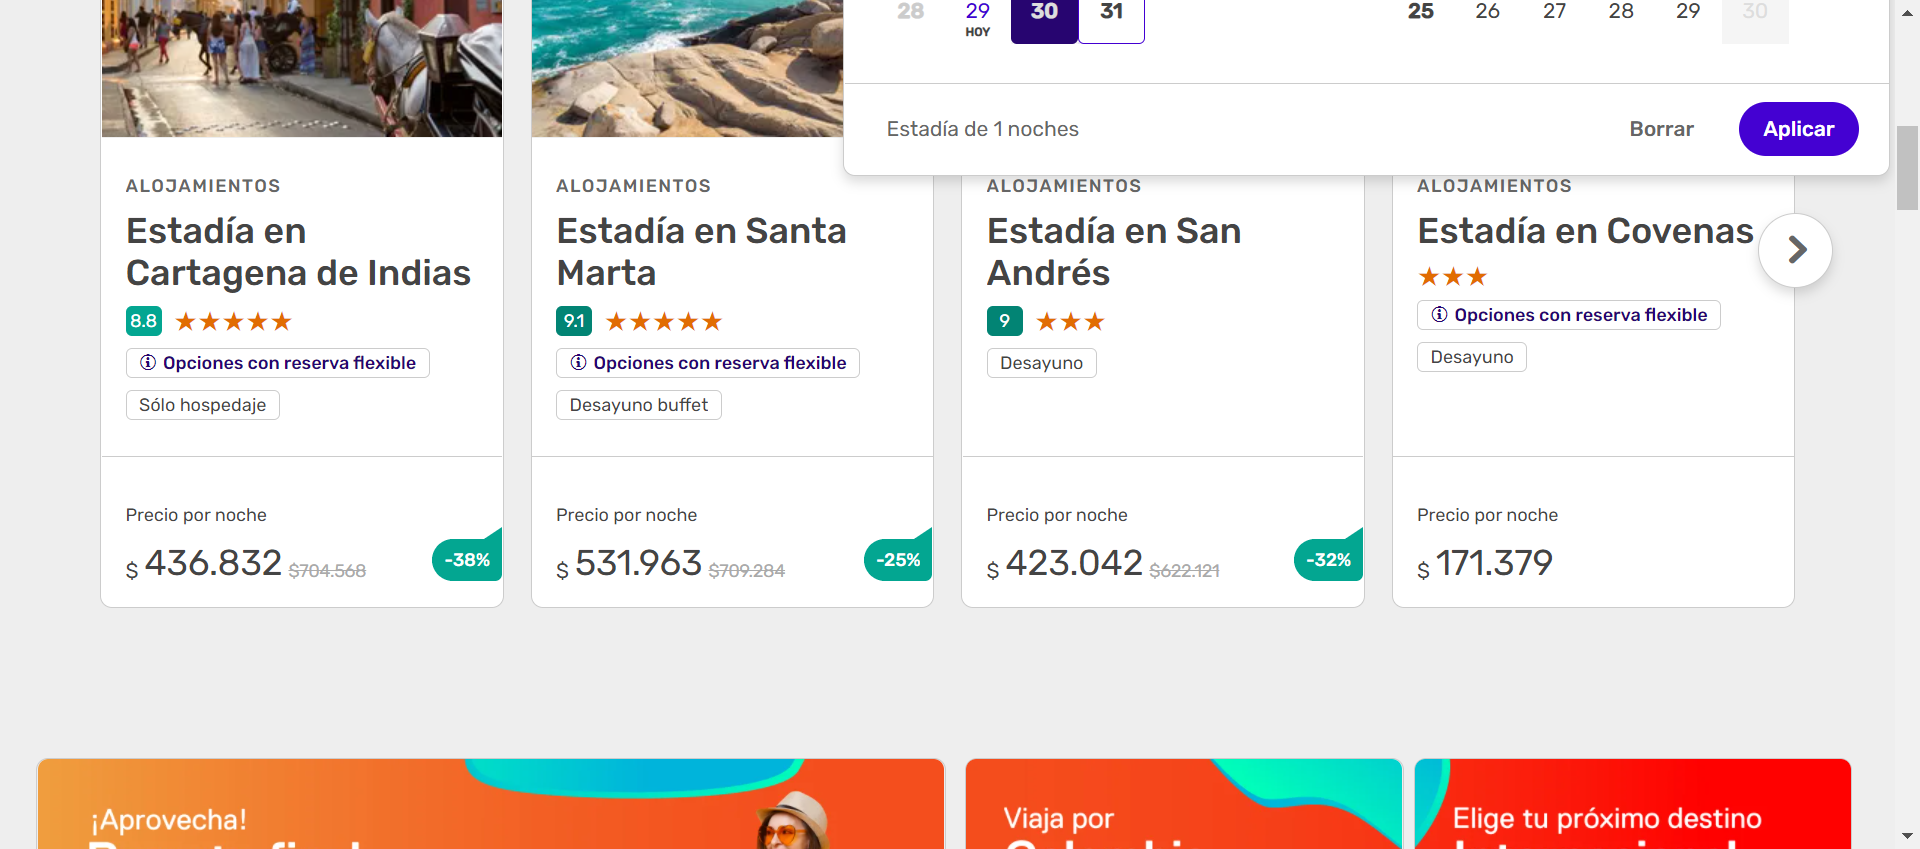 28 29 30 31 25 26 27 28 29 30
HOY
Estadía de 1 noches Borrar Aplicar
ALOJAMIENTOS
Estadía en
Cartagena de Indias
8.8
Opciones con reserva flexible
Sólo hospedaje
Precio por noche
$ 436.832 $704.568
-38%
ALOJAMIENTOS
Estadía en Santa
Marta
9.1
Opciones con reserva flexible
Desayuno buffet
Precio por noche
$ 531.963 $709.284
-25%
ALOJAMIENTOS
Estadía en San
Andrés
9
Desayuno
Precio por noche
$ 423.042 $622.121
-32%
ALOJAMIENTOS
Estadía en Covenas
Opciones con reserva flexible
Desayuno
Precio por noche
$ 171.379
¡Aprovecha!
Viaja por
Elige tu próximo destino